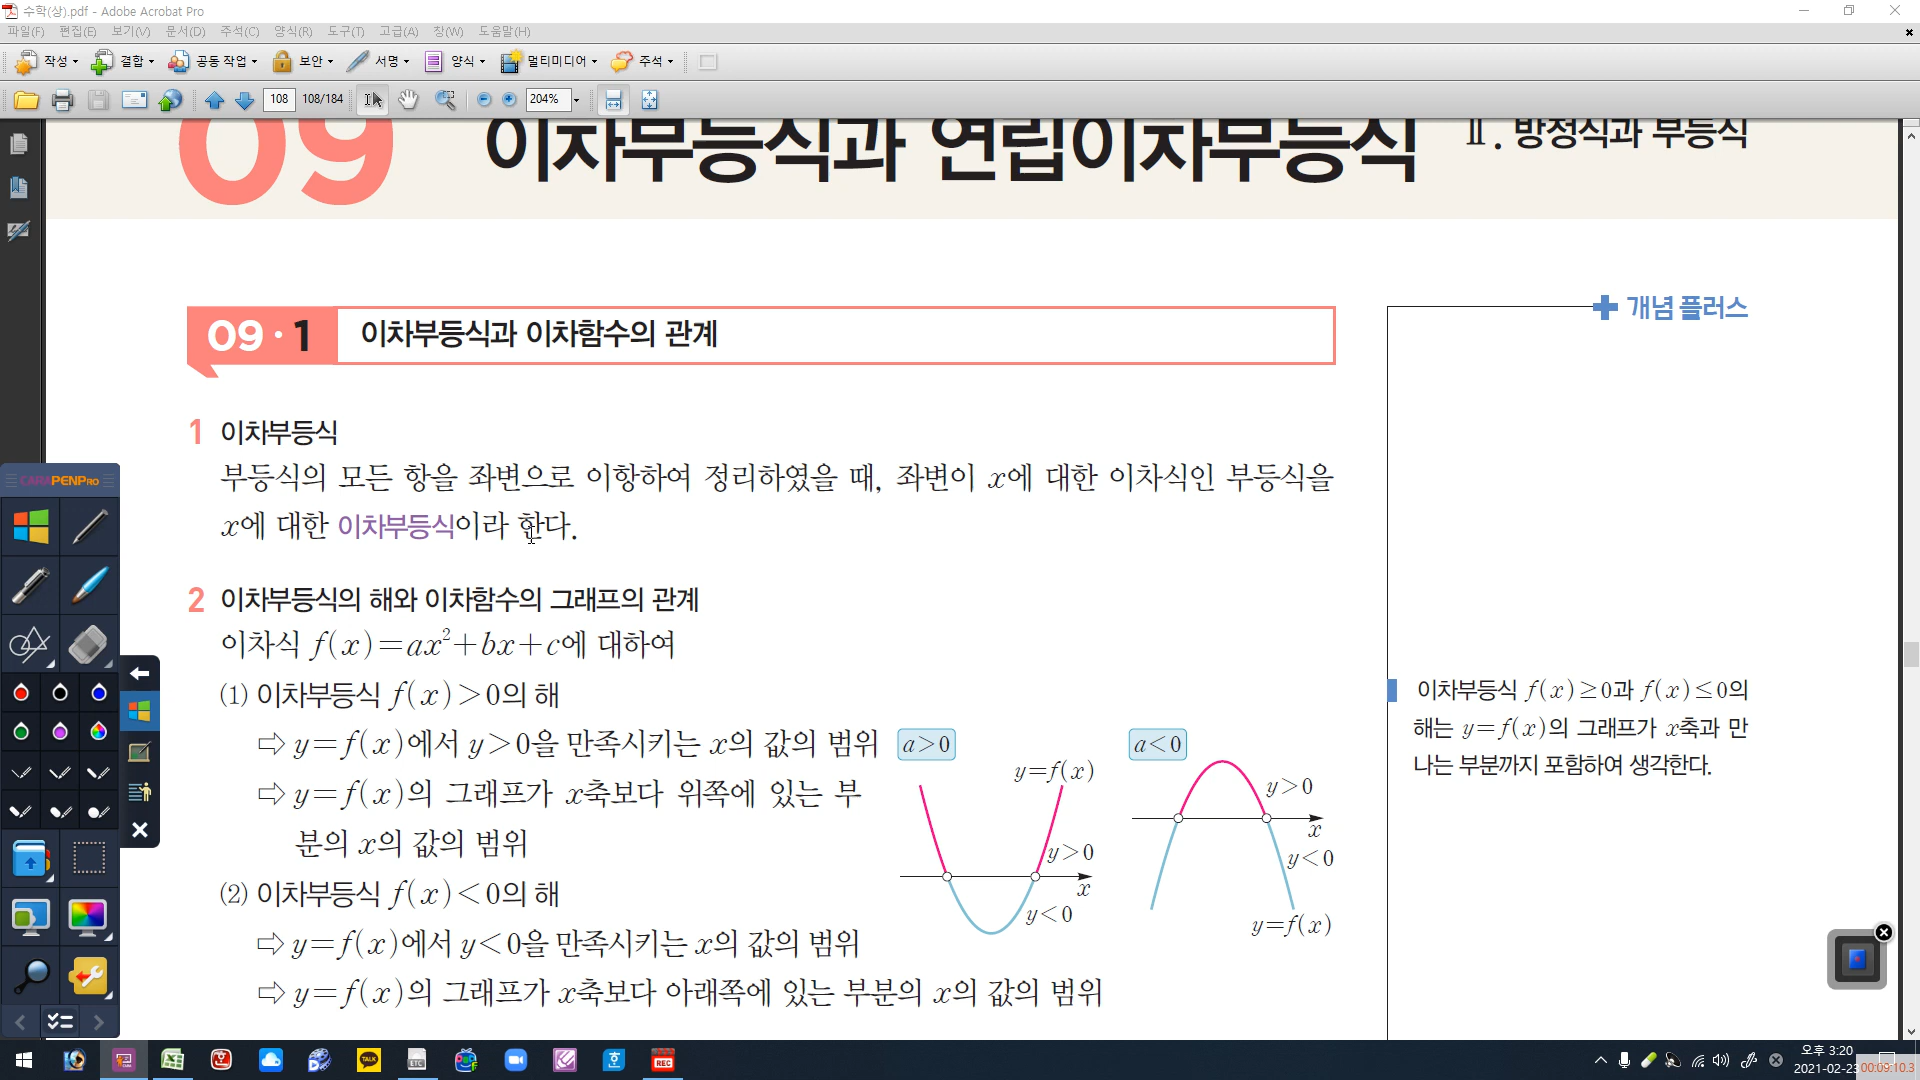 수학(상).pdf - Adobe Acrobat Pro
파일(F) 편집(E) 보기(V) 문서(D) 주석(C) 양식(R) 도구(T) 고급(A) 창(W) 도움말(H)
작성 결합 공동 작업 보안 서명 양식 멀티미디어 주석
108 108/184 204%
09 이차부등식과 연립이차부등식 Ⅱ. 방정식과 부등식
09·1 이차부등식과 이차함수의 관계
개념 플러스
1 이차부등식
부등식의 모든 항을 좌변으로 이항하여 정리하였을 때, 좌변이 x에 대한 이차식인 부등식을
x에 대한 이차부등식이라 한다.
2 이차부등식의 해와 이차함수의 그래프의 관계
이차식 f(x)=ax²+bx+c에 대하여
(1) 이차부등식 f(x)>0의 해
⇨ y=f(x)에서 y>0을 만족시키는 x의 값의 범위
⇨ y=f(x)의 그래프가 x축보다 위쪽에 있는 부
분의 x의 값의 범위
(2) 이차부등식 f(x)<0의 해
⇨ y=f(x)에서 y<0을 만족시키는 x의 값의 범위
⇨ y=f(x)의 그래프가 x축보다 아래쪽에 있는 부분의 x의 값의 범위
a>0
y=f(x)
y>0
x
y<0
a<0
y>0
x
y<0
y=f(x)
이차부등식 f(x)≥0과 f(x)≤0의
해는 y=f(x)의 그래프가 x축과 만
나는 부분까지 포함하여 생각한다.
CARAPENPRO
TALK
ETC
REC
오후 3:20
2021-02-23
00:09:10.3